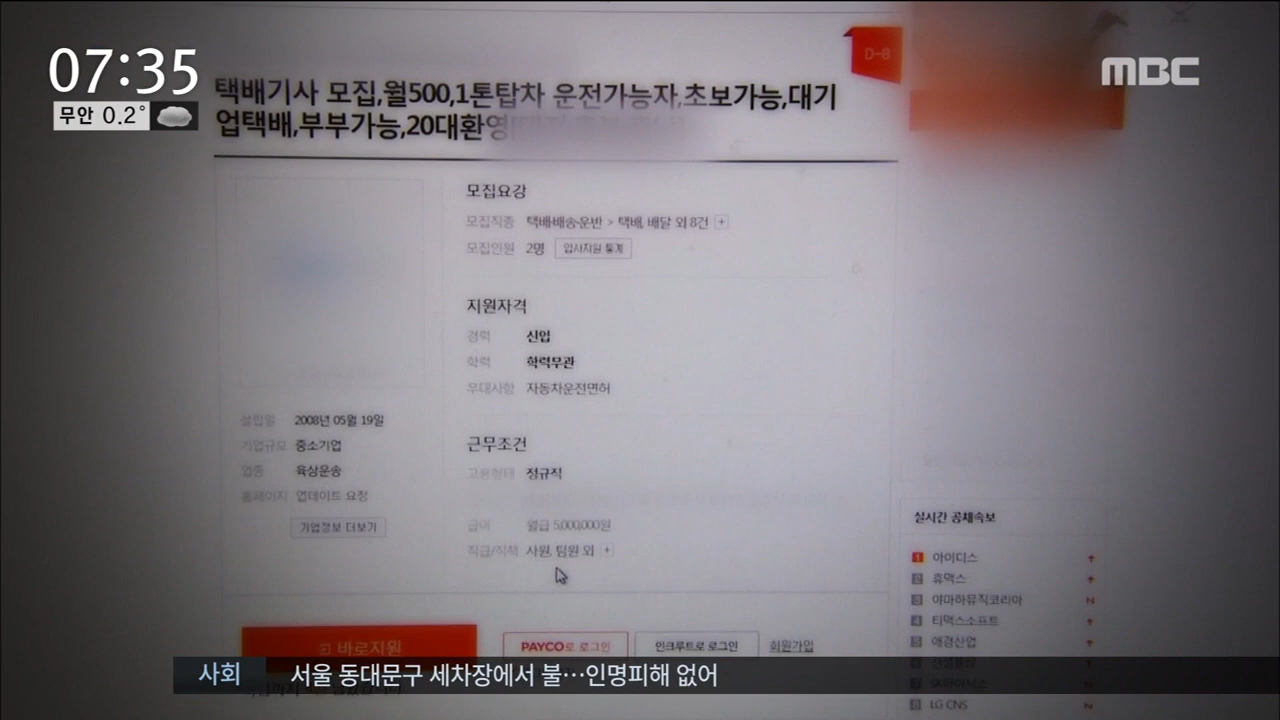 07:35
무안 0.2°
MBC
D-8
택배기사 모집,월500,1톤탑차 운전가능자,초보가능,대기
업택배,부부가능,20대환영
모집요강
모집직종 택배·배송·운반 > 택배, 배달 외 8건 +
모집인원 2명 입사지원 통계
지원자격
경력 신입
학력 학력무관
우대사항 자동차운전면허
설립일 2008년 05월 19일
기업규모 중소기업
업종 육상운송
홈페이지 업데이트 요청
기업정보 더보기
근무조건
고용형태 정규직
급여 월급 5,000,000원
직급/직책 사원, 팀원 외 +
바로지원
PAYCO로 로그인
인크루트로 로그인
회원가입
실시간 공채속보
1 아이디스
2 휴맥스
3 야마하뮤직코리아 N
4 티맥스소프트
5 애경산업
8 LG CNS N
사회 서울 동대문구 세차장에서 불…인명피해 없어